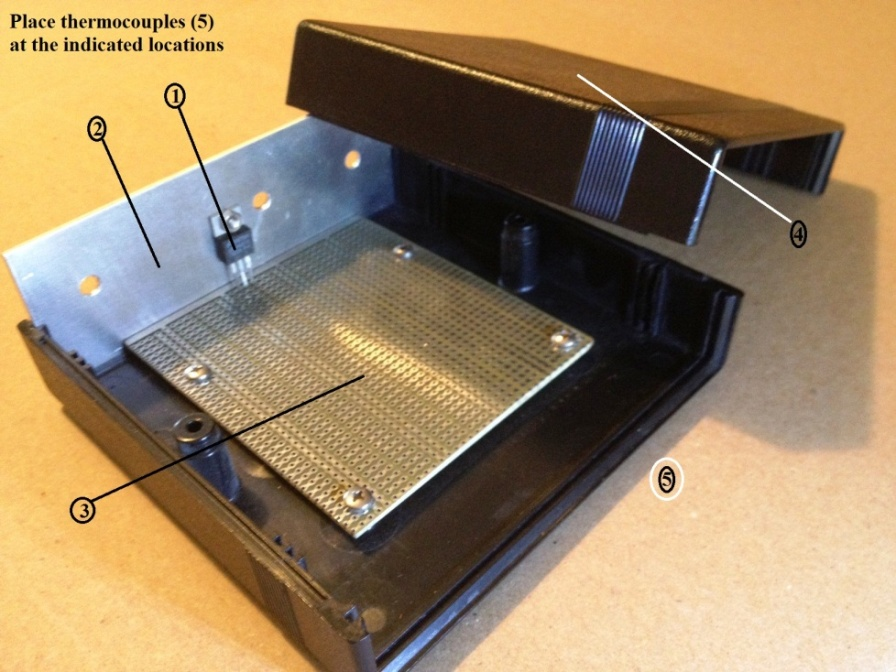 Place thermocouples (5)
at the indicated locations
1
2
4
5
3